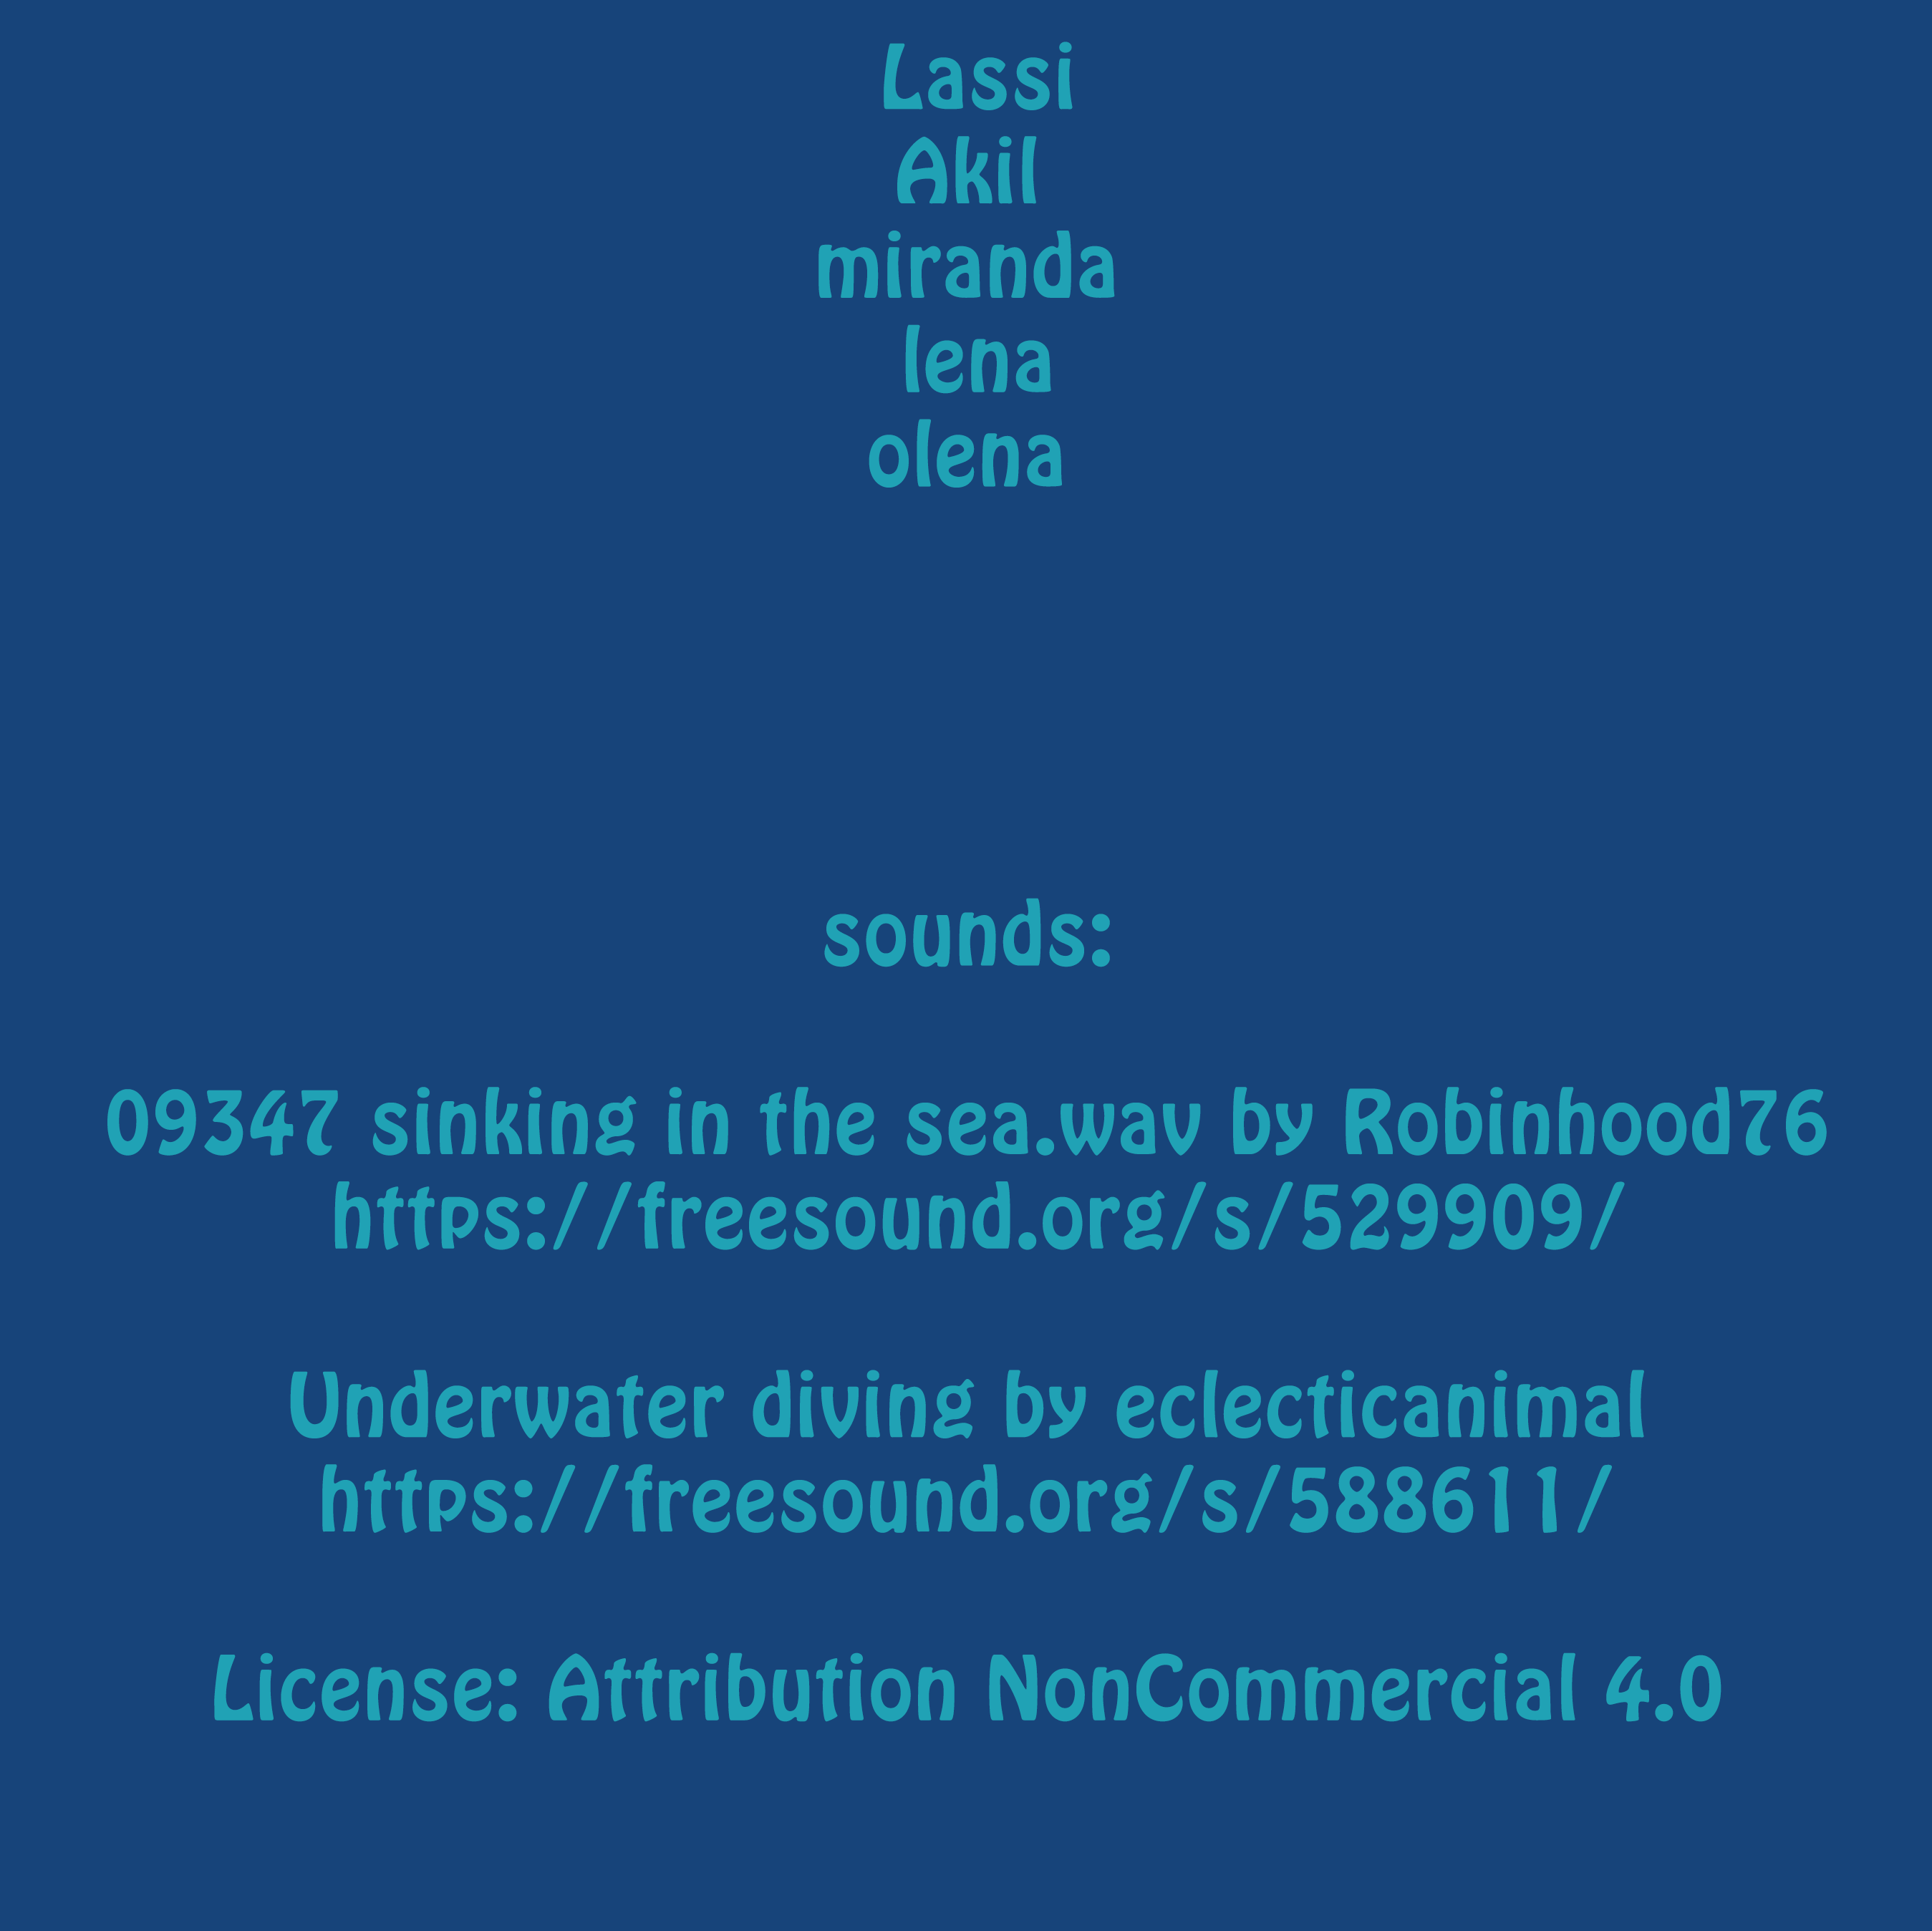 Lassi
Akil
miranda
lena
olena
sounds:
09347 sinking in the sea.wav by Robinhood76
https://freesound.org/s/529909/
Underwater diving by eclecticanimal
https://freesound.org/s/588611/
License: Attribution NonCommercial 4.0